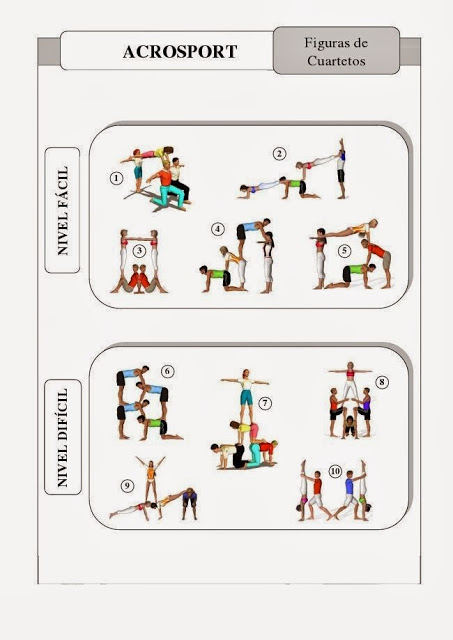 ACROSPORT
Figuras de
Cuartetos
NIVEL FÁCIL
1
2
3
4
5
NIVEL DIFÍCIL
6
7
8
9
10